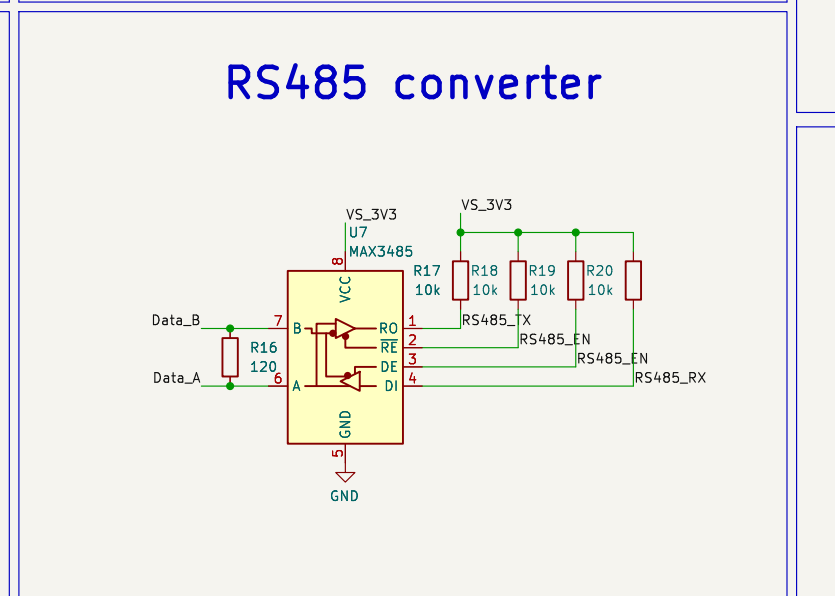 RS485 converter
VS_3V3
VS_3V3
U7
MAX3485
R17 R18 R19 R20
10k 10k 10k 10k
8
VCC
Data_B
7
B
RO
1
RS485_TX
R16
120
R̅E̅
2
RS485_EN
DE
3
RS485_EN
Data_A
6
A
DI
4
RS485_RX
GND
5
GND